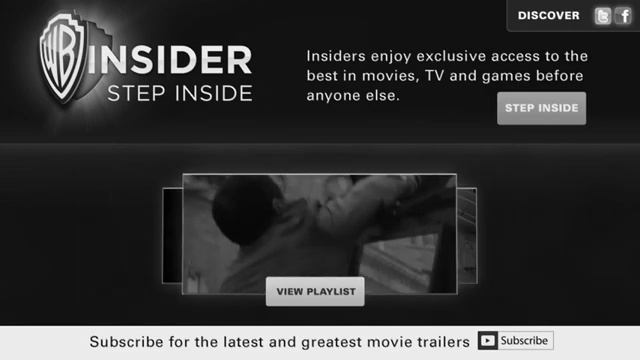 DISCOVER
WB INSIDER
STEP INSIDE
Insiders enjoy exclusive access to the
best in movies, TV and games before
anyone else.
STEP INSIDE
VIEW PLAYLIST
Subscribe for the latest and greatest movie trailers Subscribe